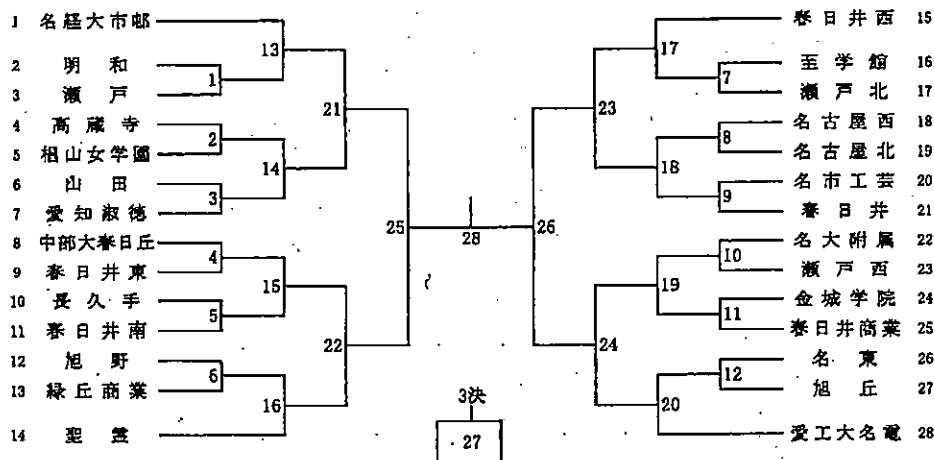 1 名経大市邨
2 明和
3 瀬戸
4 高蔵寺
5 椙山女学園
6 山田
7 愛知淑徳
8 中部大春日丘
9 春日井東
10 長久手
11 春日井南
12 旭野
13 緑丘商業
14 聖霊
13
1
2
14
3
21
4
15
5
6
16
22
25
28
26
3決
27
17
7
23
8
18
9
10
19
11
24
12
20
春日井西 15
至学館 16
瀬戸北 17
名古屋西 18
名古屋北 19
名市工芸 20
春日井 21
名大附属 22
瀬戸西 23
金城学院 24
春日井商業 25
名東 26
旭丘 27
愛工大名電 28